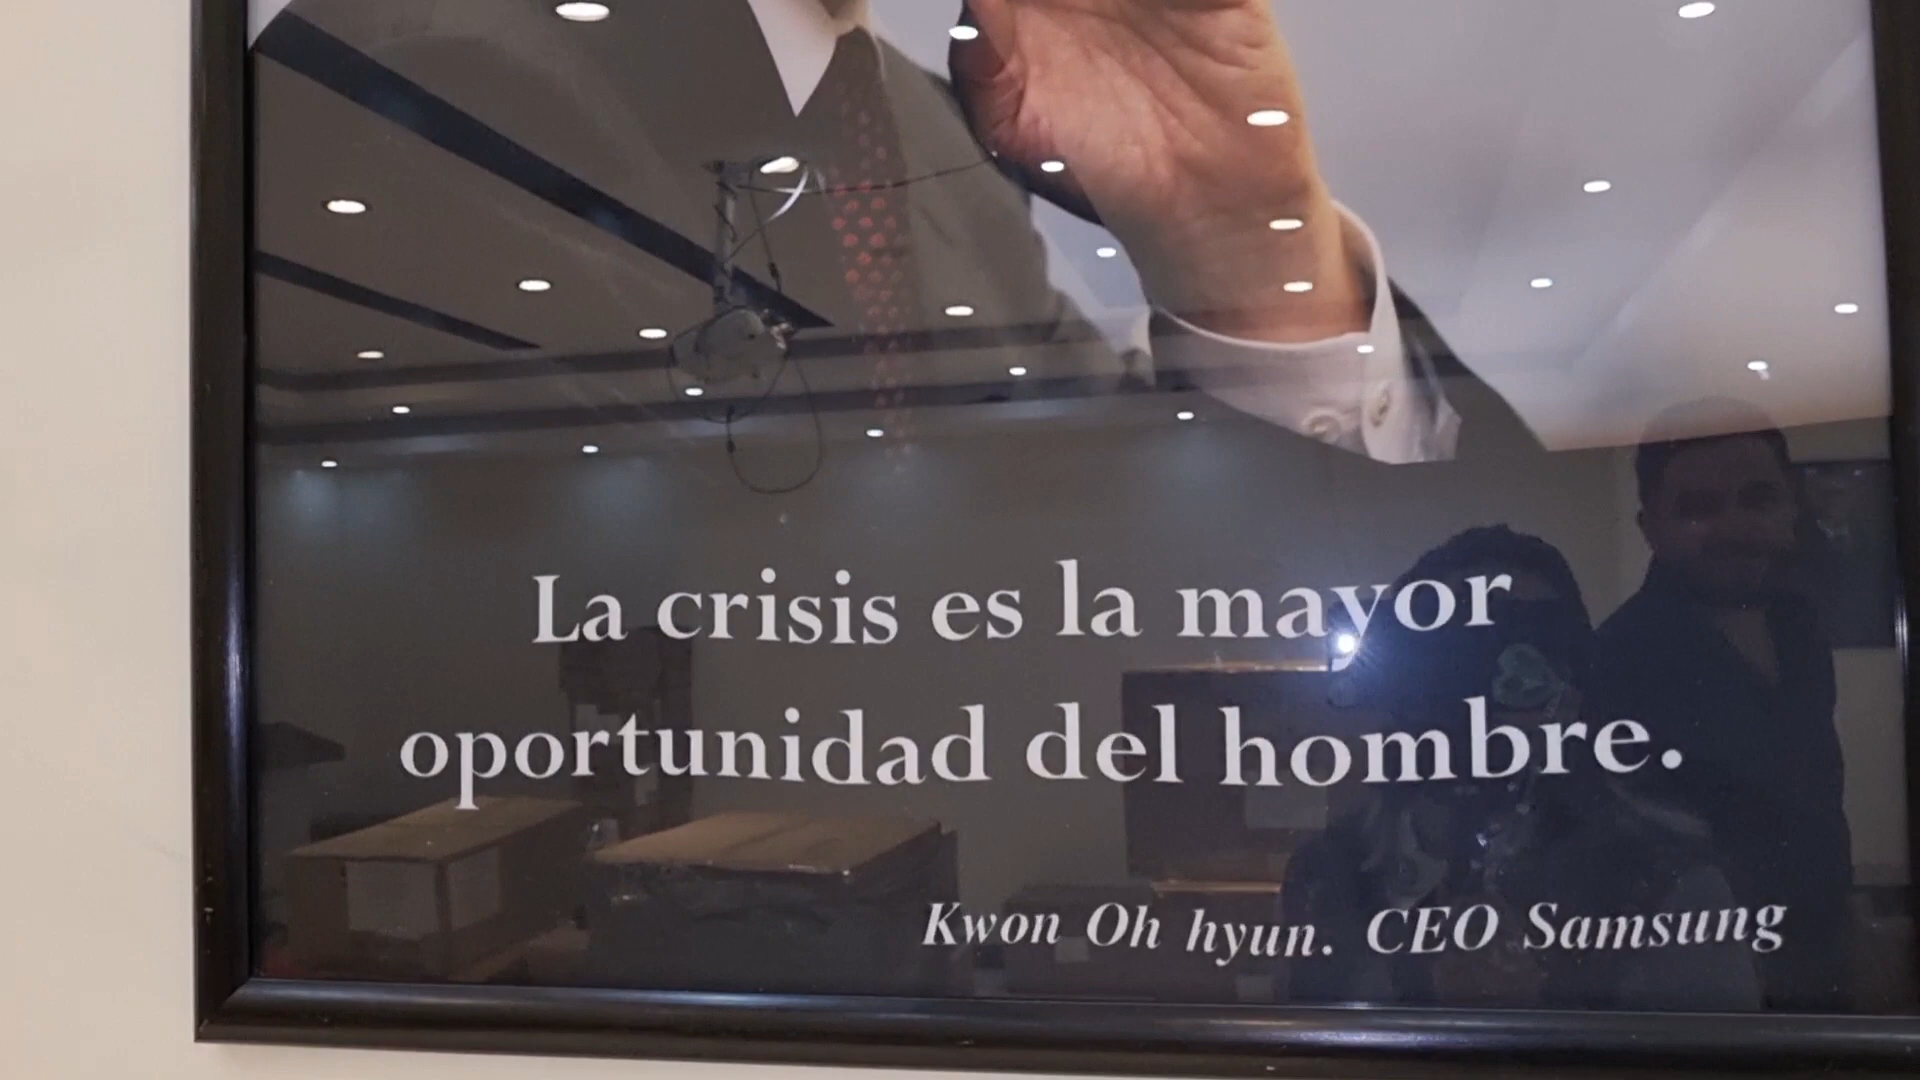 La crisis es la mayor
oportunidad del hombre.
Kwon Oh hyun. CEO Samsung